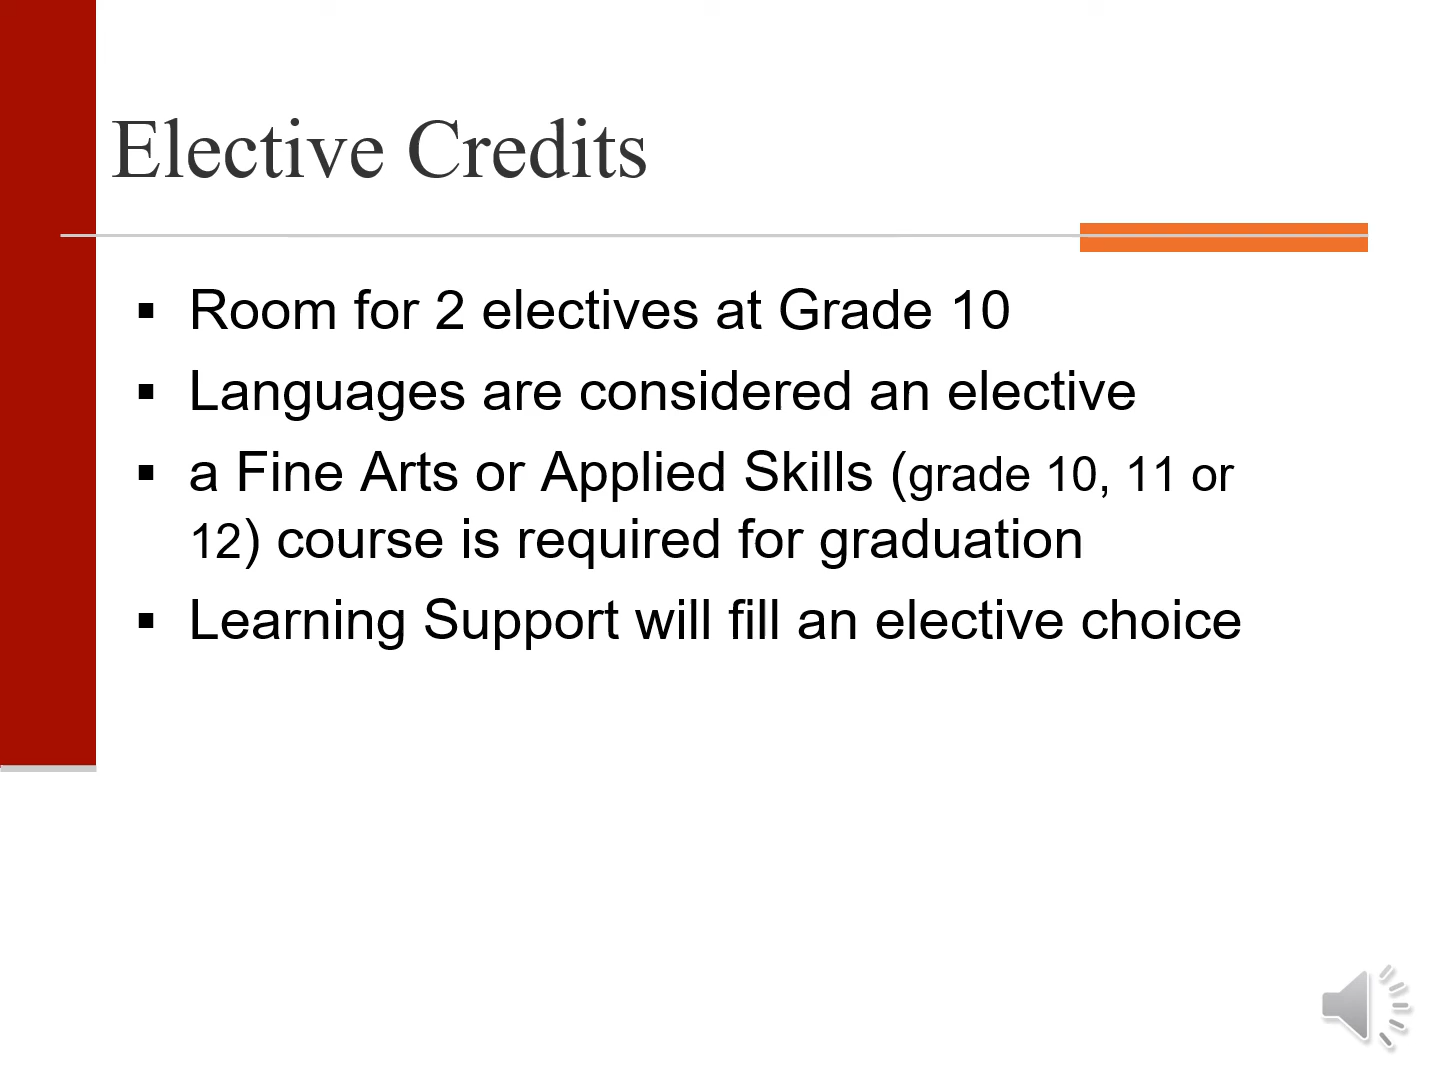 Elective Credits
▪ Room for 2 electives at Grade 10
▪ Languages are considered an elective
▪ a Fine Arts or Applied Skills (grade 10, 11 or
12) course is required for graduation
▪ Learning Support will fill an elective choice